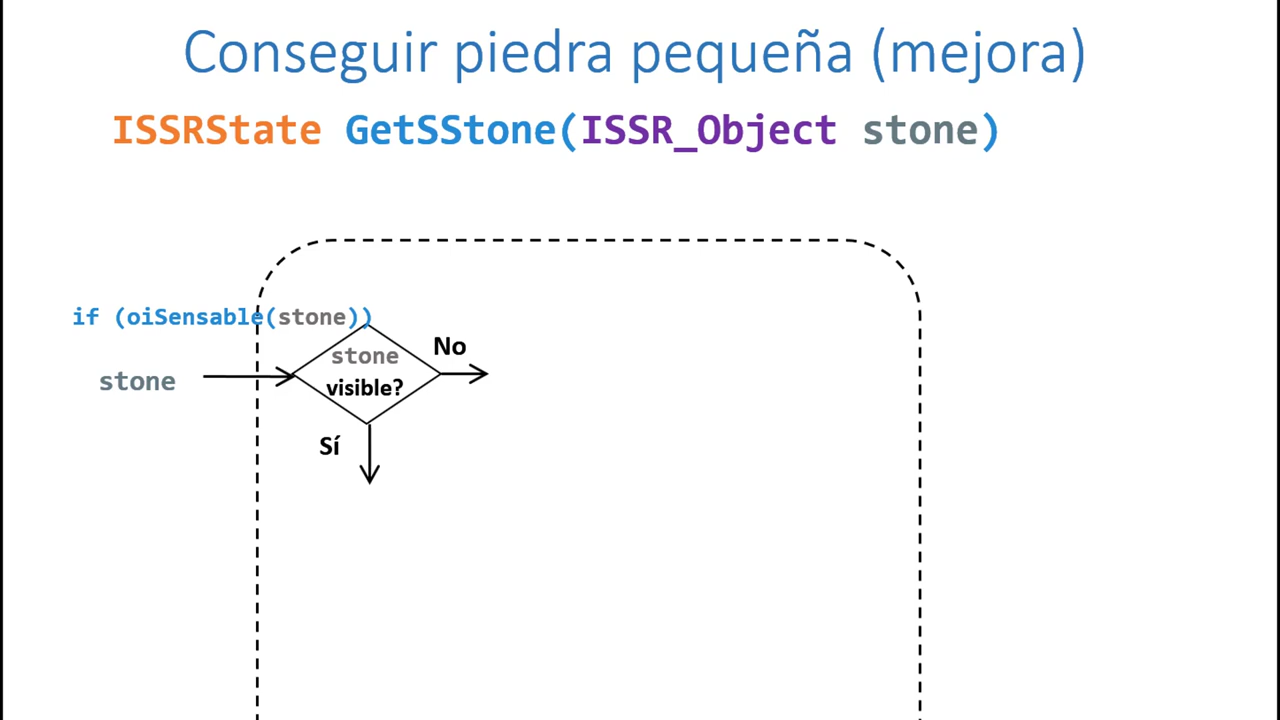 Conseguir piedra pequeña (mejora)
ISSRState GetSStone(ISSR_Object stone)
if (oiSensable(stone))
stone
visible?
No
stone
Sí